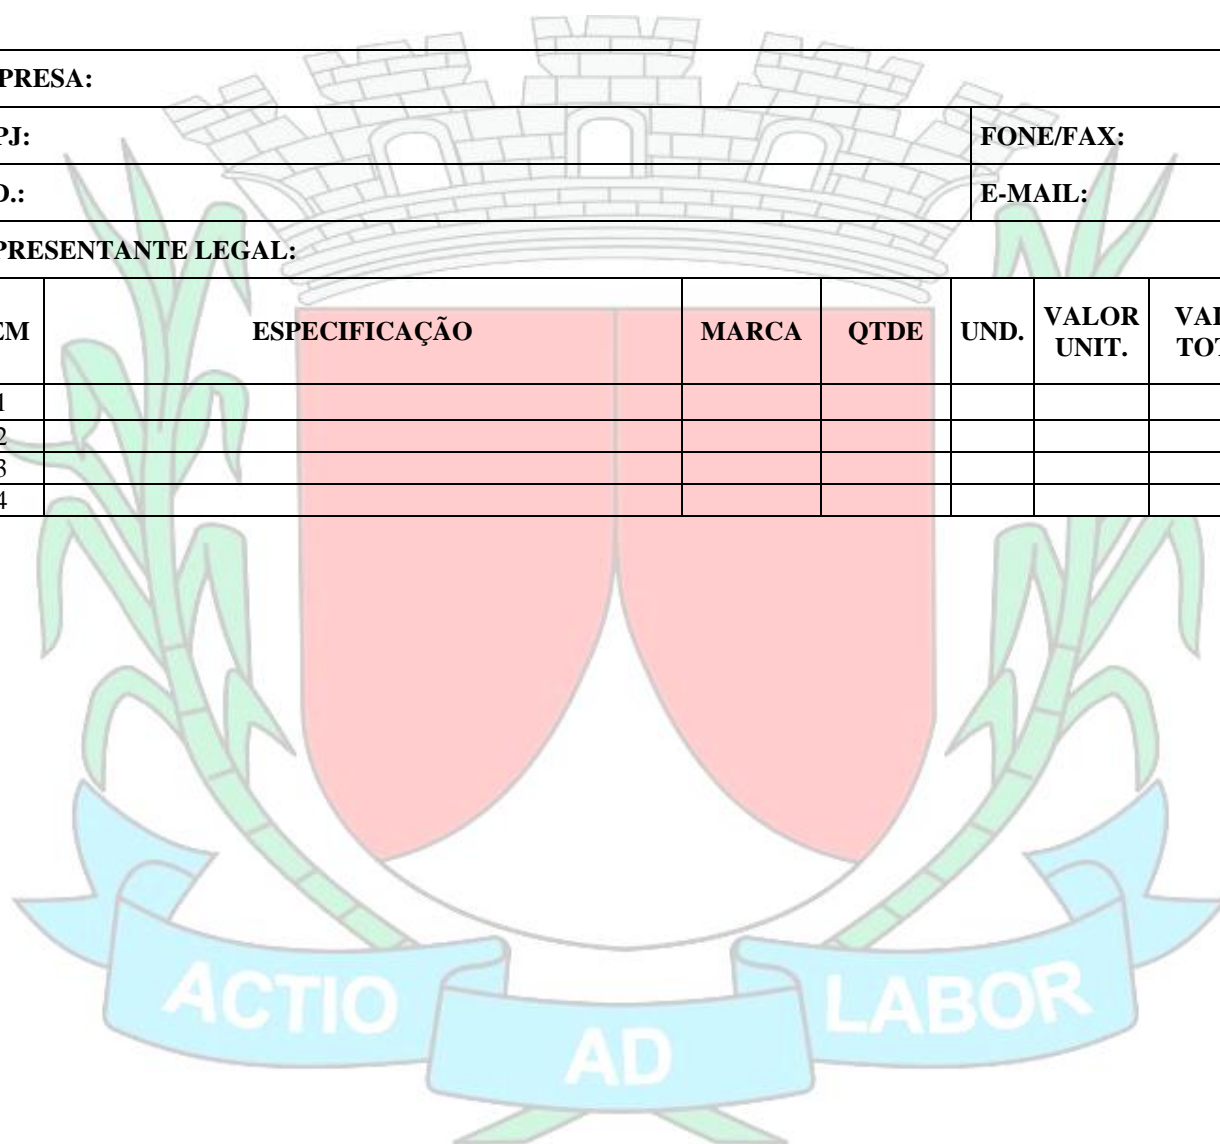 PRESA:
PJ: FONE/FAX:
D.: E-MAIL:
PRESENTANTE LEGAL:
EM ESPECIFICAÇÃO MARCA QTDE UND. VALOR UNIT. VAL TOT
1
2
3
4
ACTIO
AD
LABOR